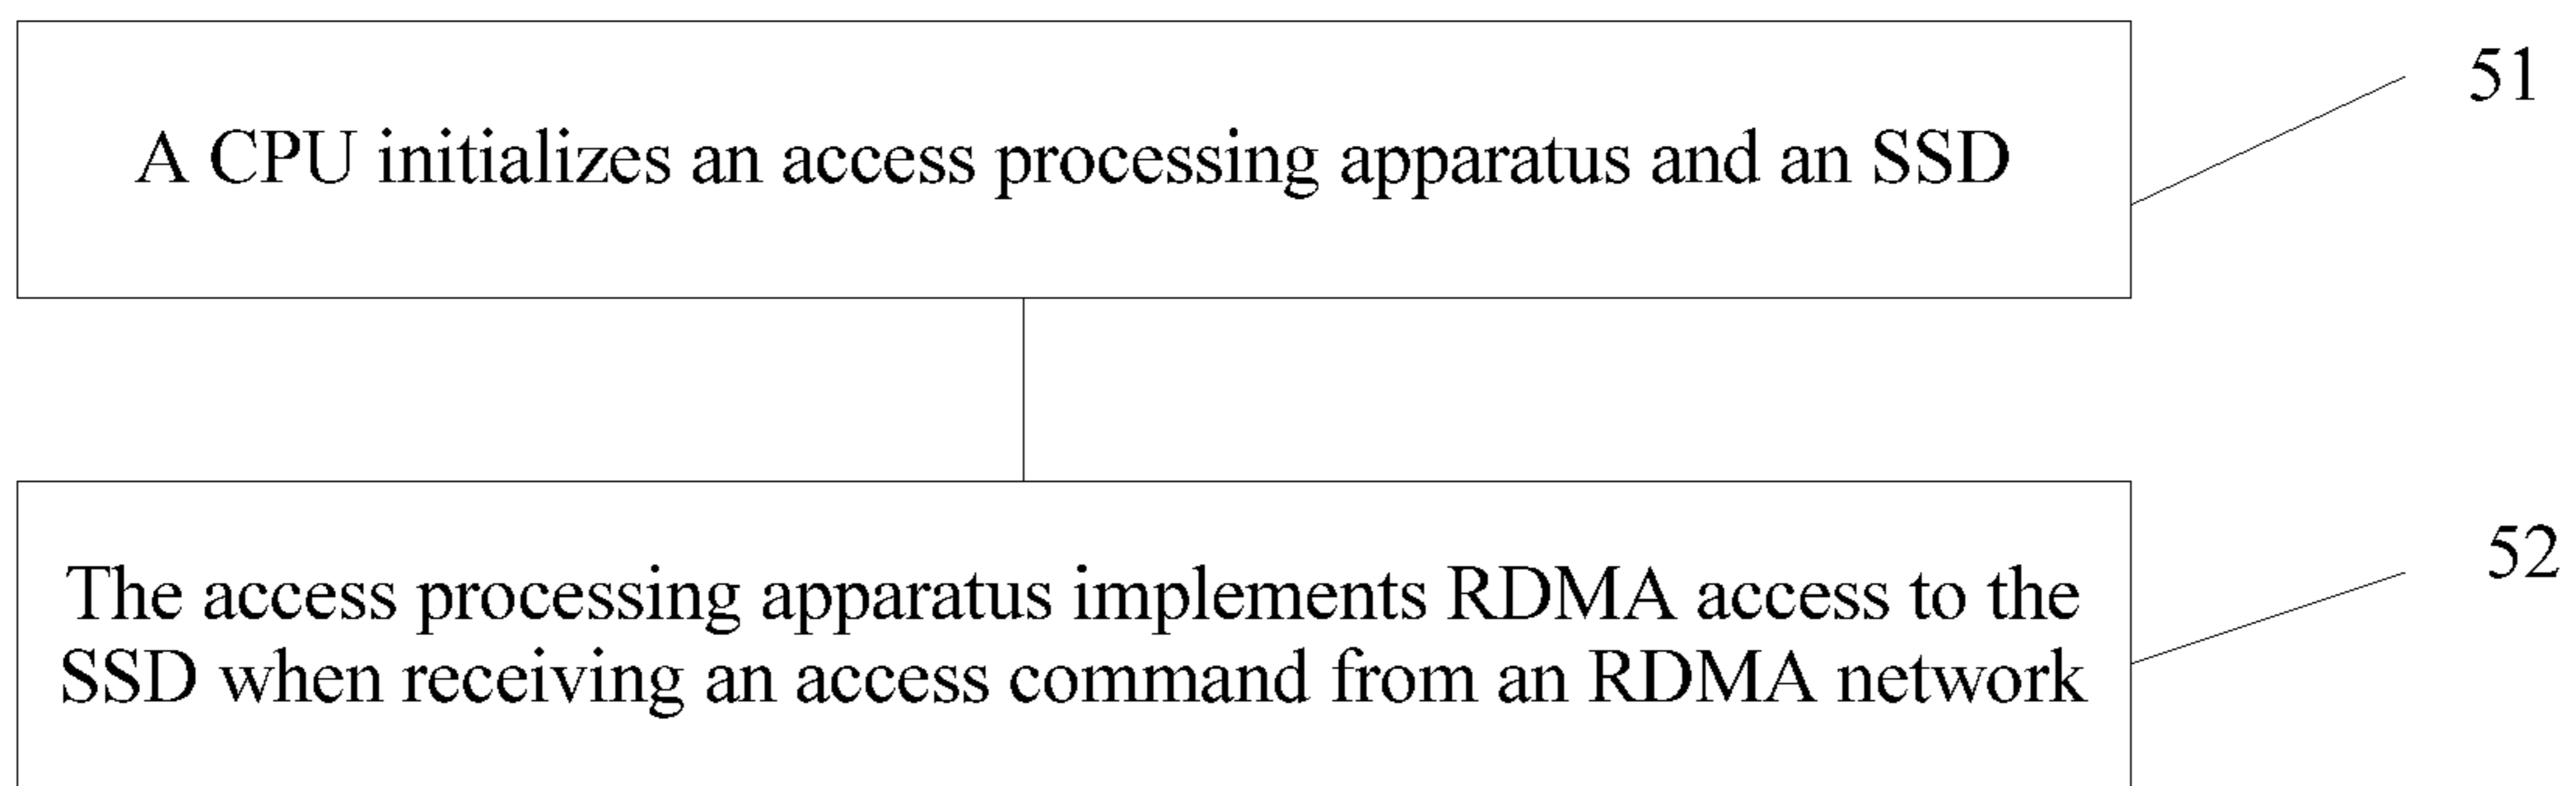 51
A CPU initializes an access processing apparatus and an SSD
52
The access processing apparatus implements RDMA access to the
SSD when receiving an access command from an RDMA network